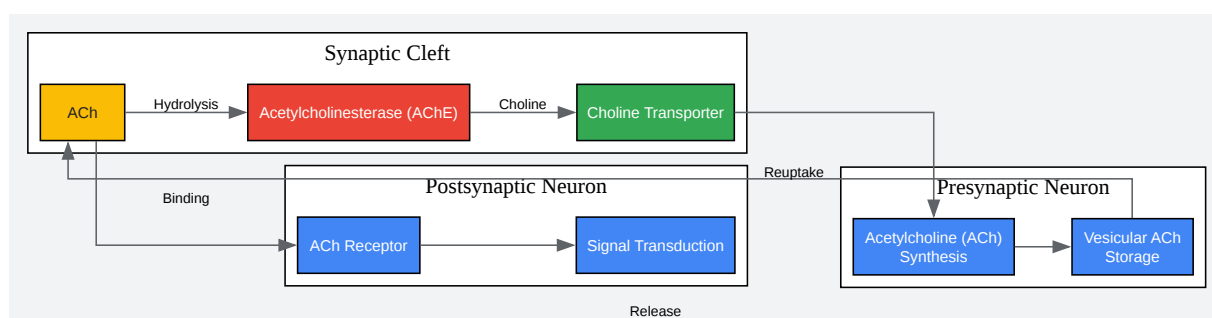 Synaptic Cleft
ACh
Hydrolysis
Acetylcholinesterase (AChE)
Choline
Choline Transporter
Binding
Postsynaptic Neuron
ACh Receptor
Signal Transduction
Reuptake
Presynaptic Neuron
Acetylcholine (ACh)
Synthesis
Vesicular ACh
Storage
Release